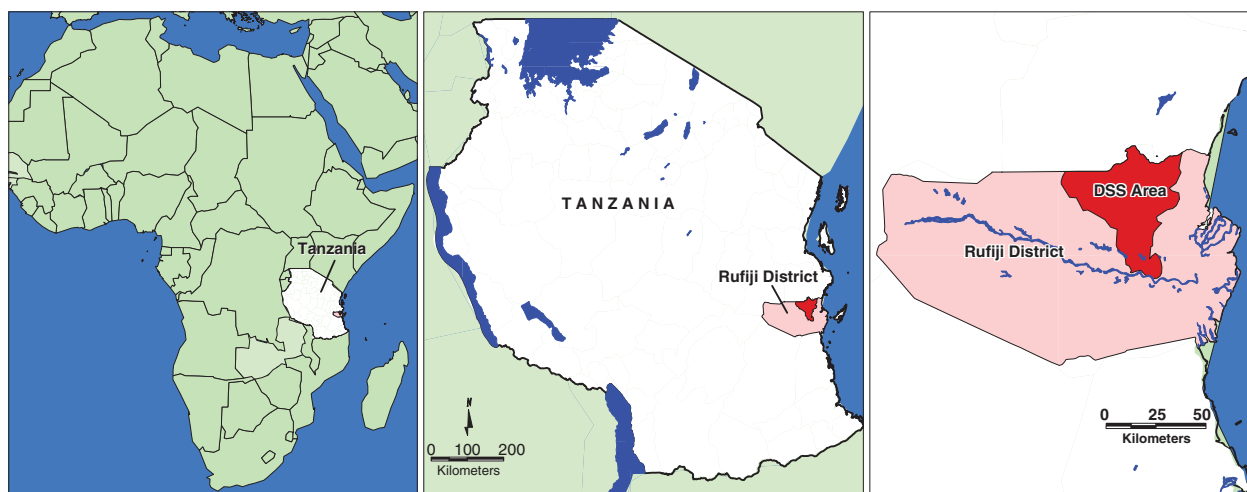 Tanzania
TANZANIA
Rufiji District
N
0 100 200
Kilometers
DSS Area
Rufiji District
0 25 50
Kilometers